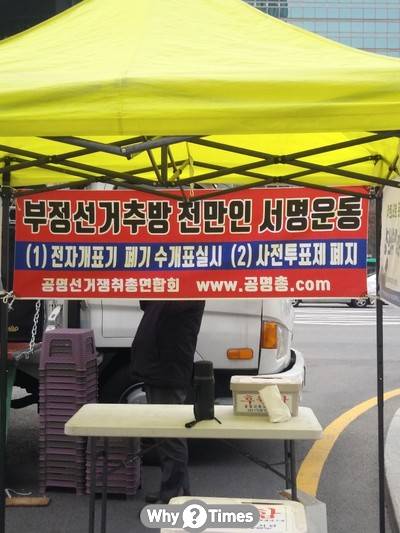 부정선거추방 천만인 서명운동
(1) 전자개표기 폐기 수개표실시 (2) 사전투표제 폐지
공명선거쟁취총연합회 www.공명총.com
Why ? Times